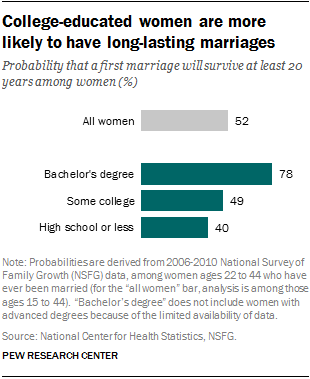 College-educated women are more
likely to have long-lasting marriages
Probability that a first marriage will survive at least 20
years among women (%)
All women 52
Bachelor's degree 78
Some college 49
High school or less 40
Note: Probabilities are derived from 2006-2010 National Survey of
Family Growth (NSFG) data, among women ages 22 to 44 who have
ever been married (for the “all women” bar, analysis is among those
ages 15 to 44). “Bachelor’s degree” does not include women with
advanced degrees because of the limited availability of data.
Source: National Center for Health Statistics, NSFG.
PEW RESEARCH CENTER